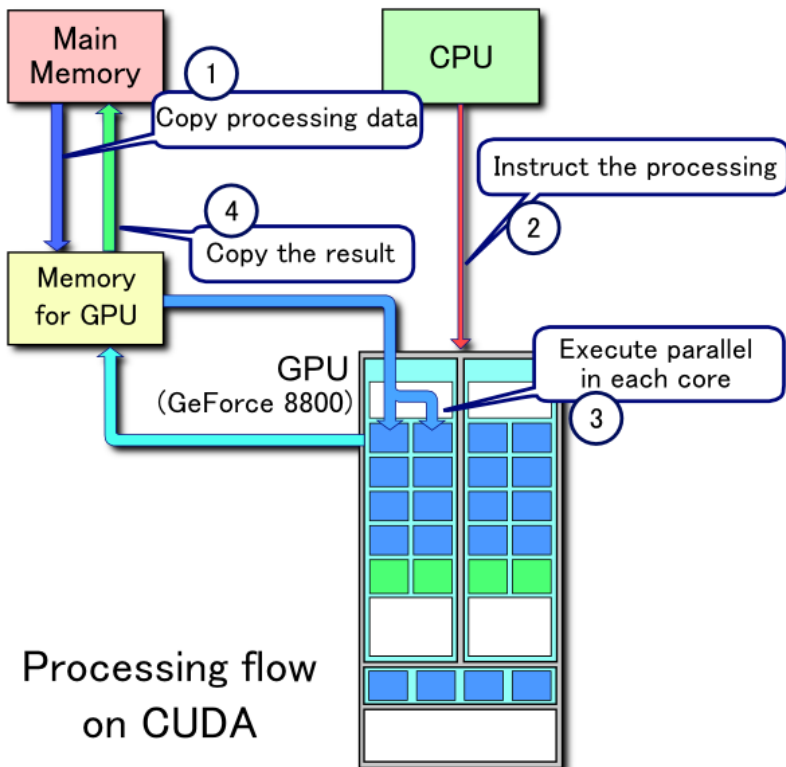 Main
Memory
CPU
1
Copy processing data
Instruct the processing
2
4
Copy the result
Memory
for GPU
GPU
(GeForce 8800)
Execute parallel
in each core
3
Processing flow
on CUDA